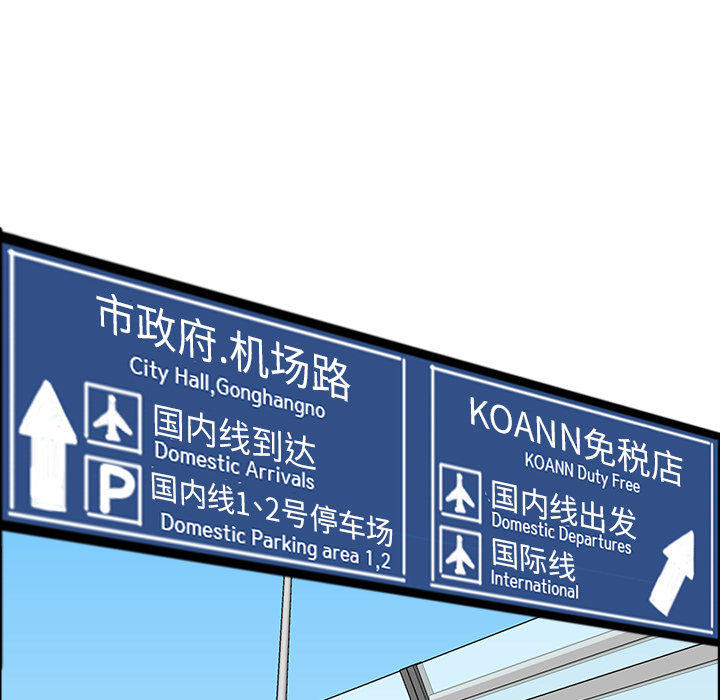 市政府.机场路
City Hall,Gonghangno
国内线到达
Domestic Arrivals
P
国内线1、2号停车场
Domestic Parking area 1,2
KOANN免税店
KOANN Duty Free
国内线出发
Domestic Departures
国际线
International